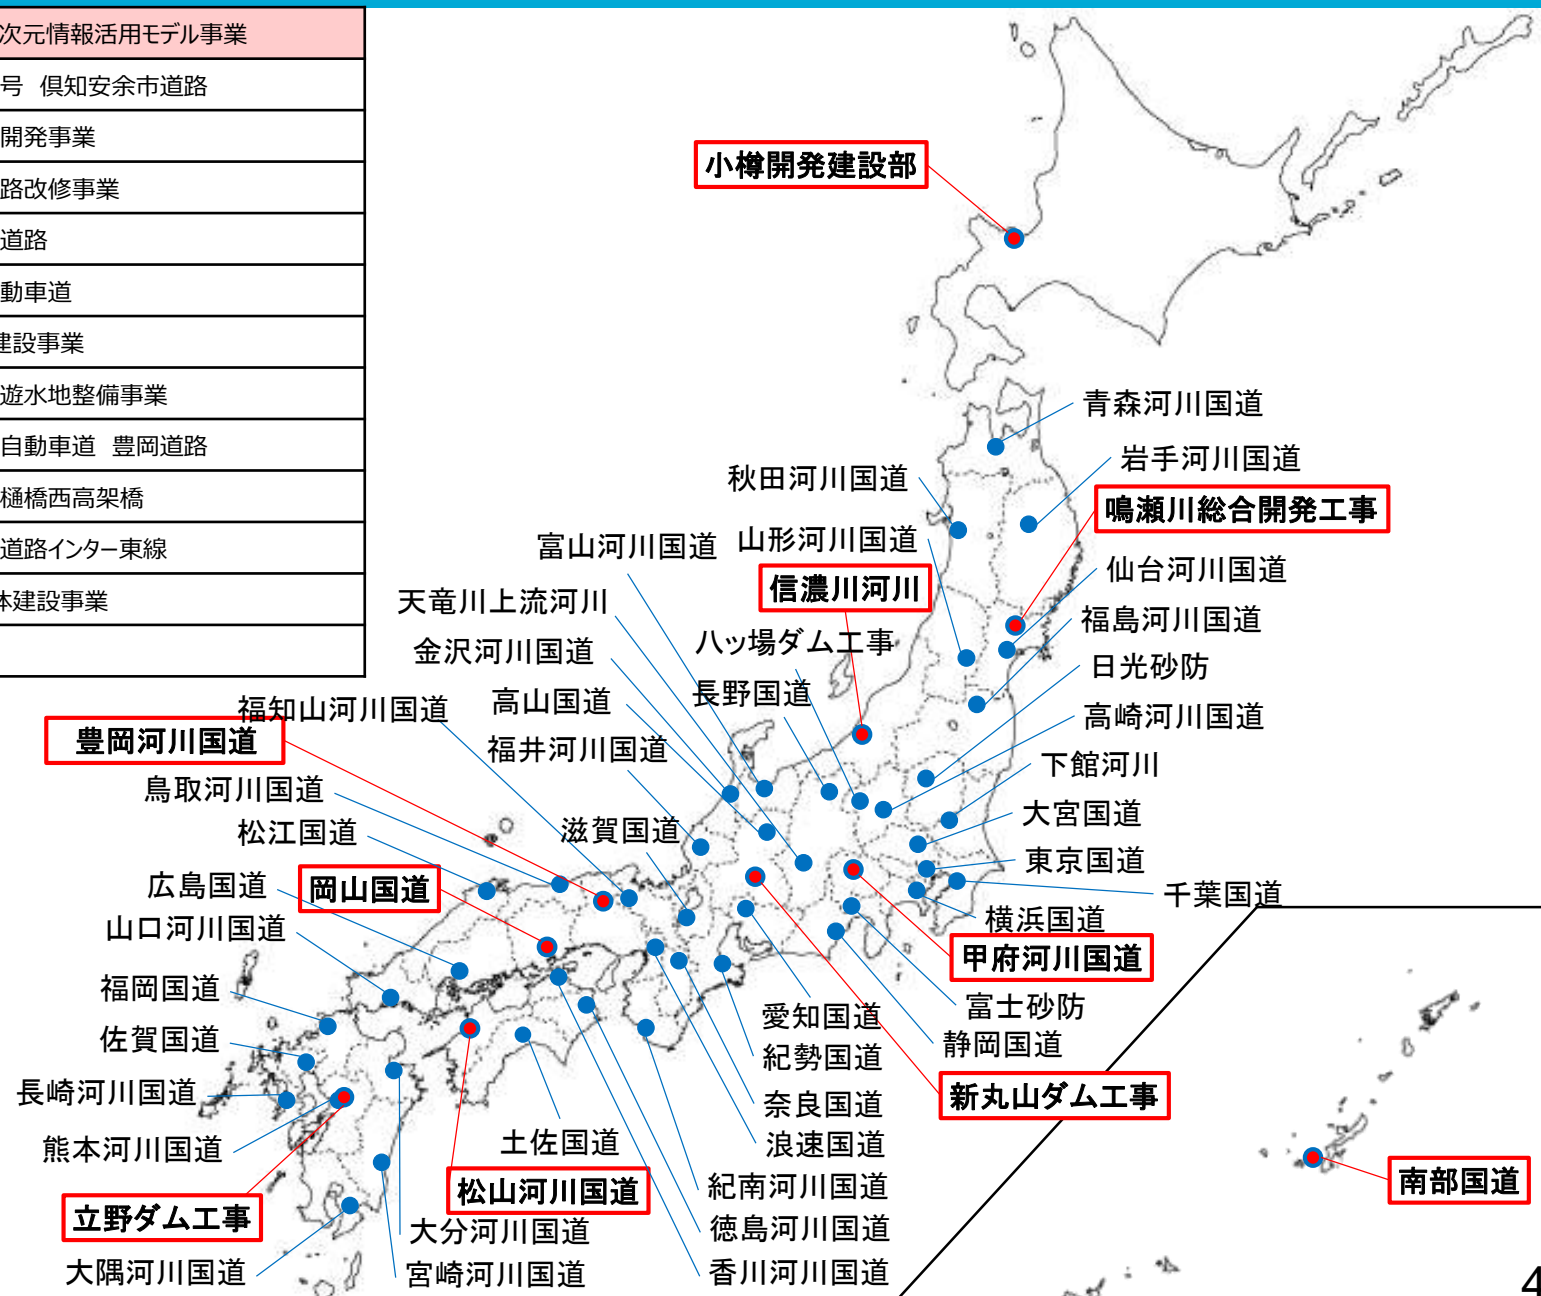 次元情報活用モデル事業
号 倶知安余市道路
開発事業
路改修事業
道路
動車道
建設事業
遊水地整備事業
自動車道 豊岡道路
樋橋西高架橋
道路インター東線
体建設事業
小樽開発建設部
青森河川国道
岩手河川国道
秋田河川国道
鳴瀬川総合開発工事
富山河川国道
山形河川国道
仙台河川国道
信濃川河川
天竜川上流河川
福島河川国道
八ッ場ダム工事
金沢河川国道
日光砂防
長野国道
高山国道
福知山河川国道
高崎河川国道
豊岡河川国道
福井河川国道
下館河川
鳥取河川国道
大宮国道
松江国道
滋賀国道
東京国道
広島国道
岡山国道
千葉国道
横浜国道
山口河川国道
甲府河川国道
福岡国道
富士砂防
愛知国道
佐賀国道
静岡国道
紀勢国道
長崎河川国道
新丸山ダム工事
奈良国道
熊本河川国道
土佐国道
浪速国道
南部国道
松山河川国道
紀南河川国道
立野ダム工事
大分河川国道
徳島河川国道
大隅河川国道
宮崎河川国道
香川河川国道
4